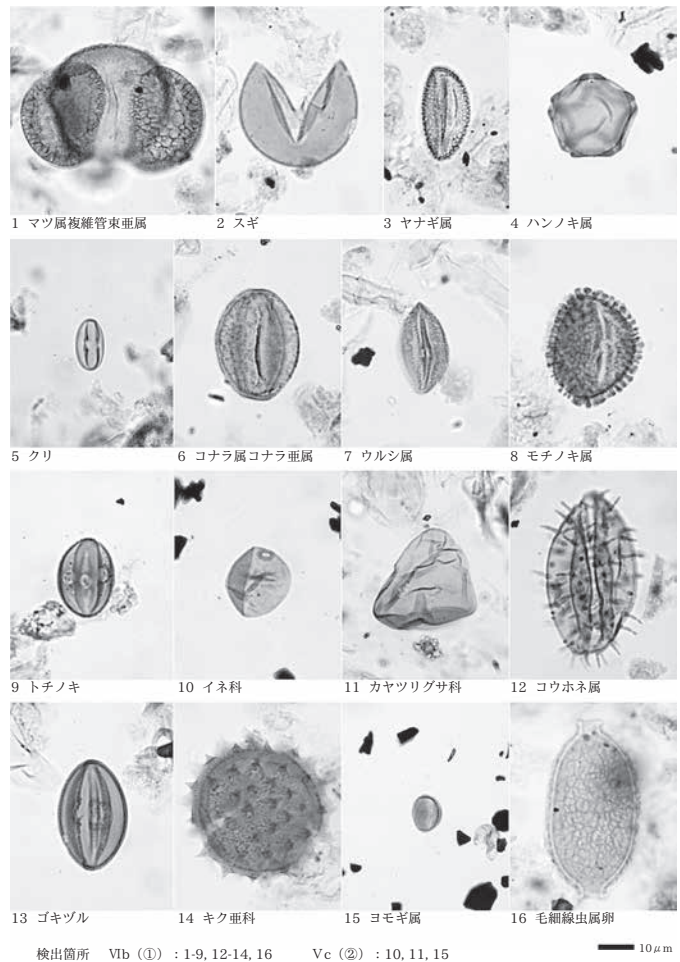 1 マツ属複維管束亜属
2 スギ
3 ヤナギ属
4 ハンノキ属
5 クリ
6 コナラ属コナラ亜属
7 ウルシ属
8 モチノキ属
9 トチノキ
10 イネ科
11 カヤツリグサ科
12 コウホネ属
13 ゴキヅル
14 キク亜科
15 ヨモギ属
16 毛細線虫属卵
検出箇所 Ⅶb(①):1-9, 12-14, 16 Ⅴc(②):10, 11, 15
10μm